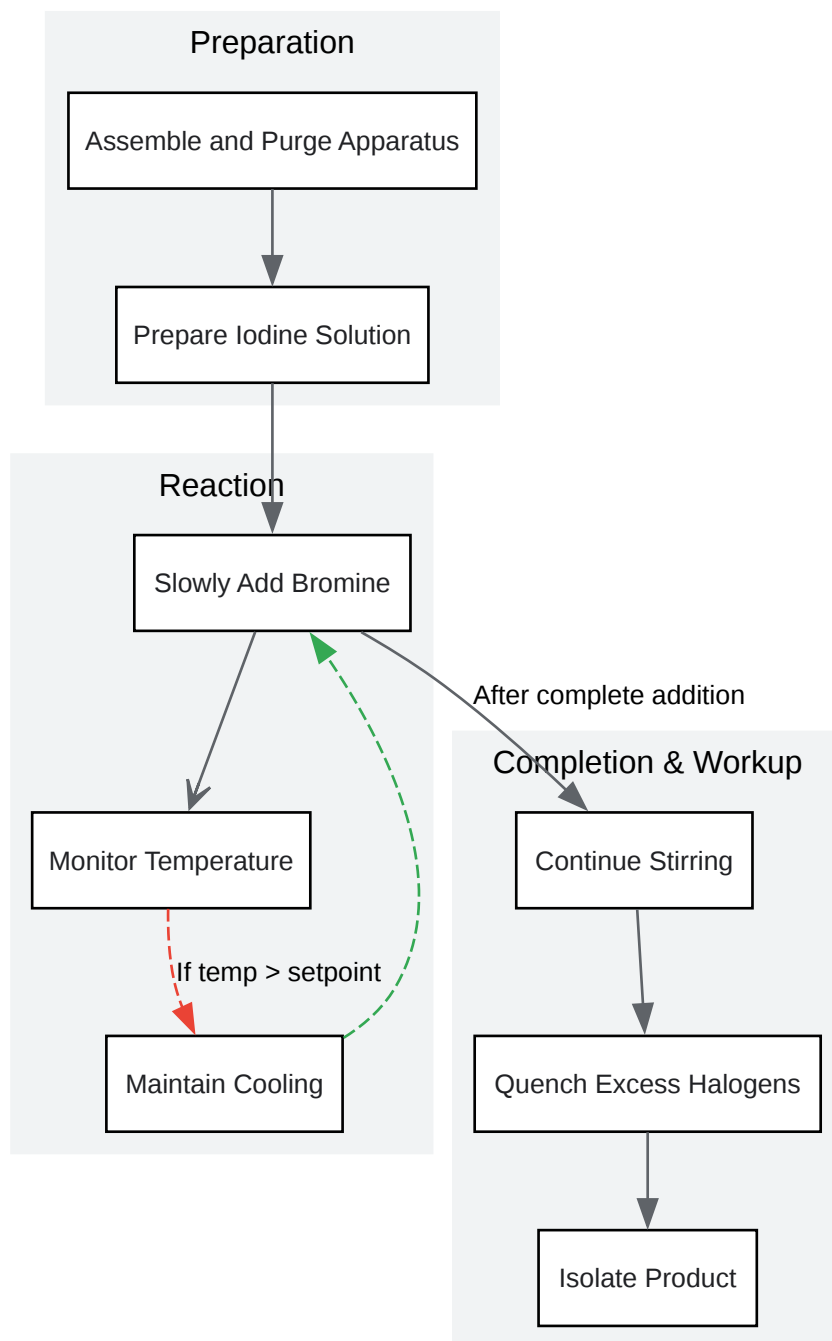 Preparation
Assemble and Purge Apparatus
Prepare Iodine Solution
Reaction
Slowly Add Bromine
After complete addition
Completion & Workup
Monitor Temperature
Continue Stirring
If temp > setpoint
Maintain Cooling
Quench Excess Halogens
Isolate Product